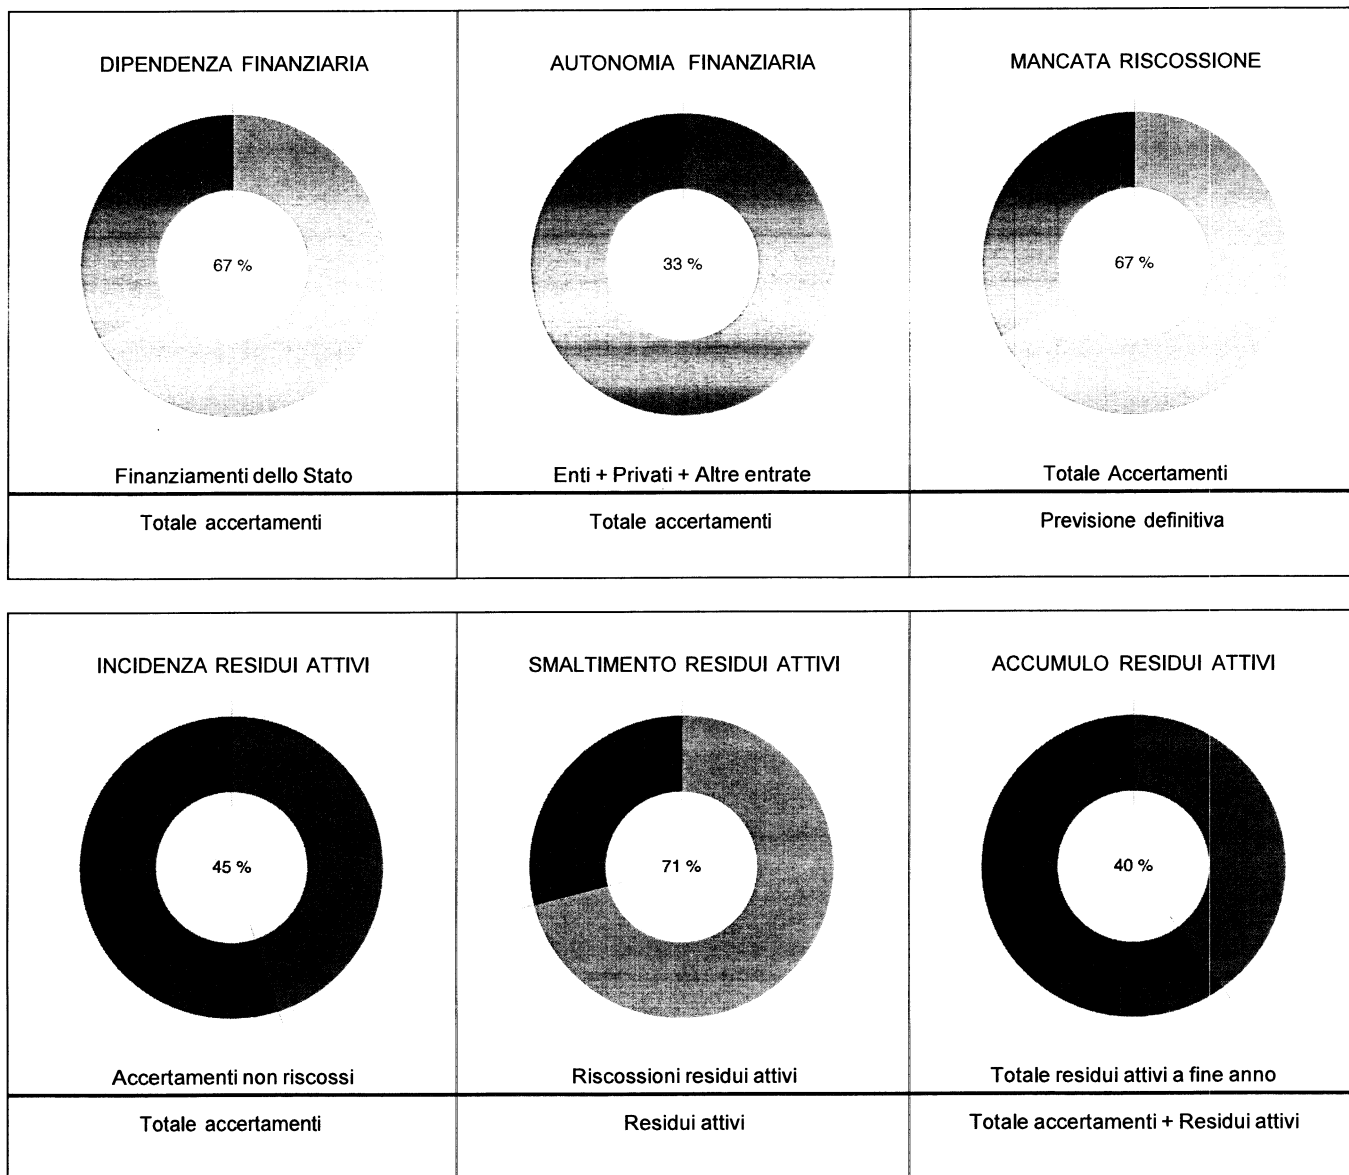 DIPENDENZA FINANZIARIA
67 %
Finanziamenti dello Stato
Totale accertamenti
AUTONOMIA FINANZIARIA
33 %
Enti + Privati + Altre entrate
Totale accertamenti
MANCATA RISCOSSIONE
67 %
Totale Accertamenti
Previsione definitiva
INCIDENZA RESIDUI ATTIVI
45 %
Accertamenti non riscossi
Totale accertamenti
SMALTIMENTO RESIDUI ATTIVI
71 %
Riscossioni residui attivi
Residui attivi
ACCUMULO RESIDUI ATTIVI
40 %
Totale residui attivi a fine anno
Totale accertamenti + Residui attivi